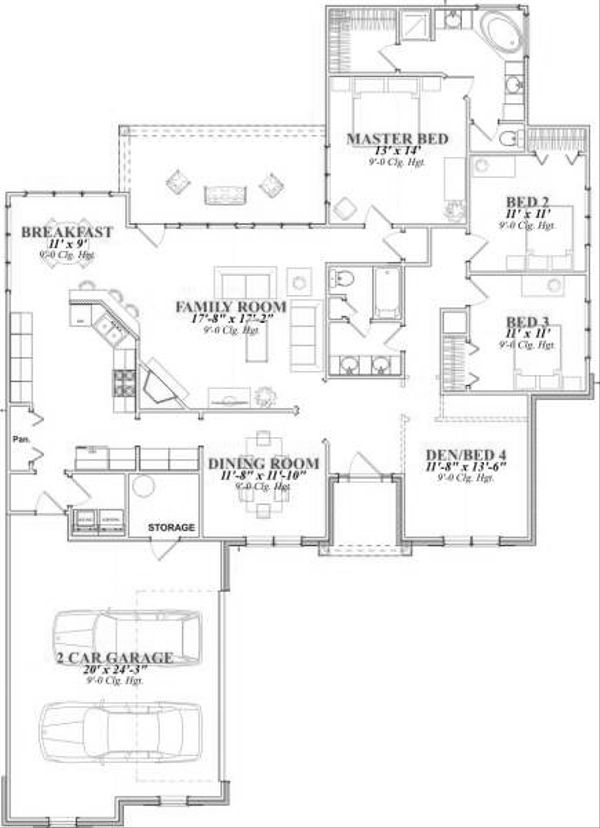 MASTER BED
13' x 14'
9'-0 Clg. Hgt.
BED 2
11' x 11'
9'-0 Clg. Hgt.
BREAKFAST
11' x 9'
9'-0 Clg. Hgt.
FAMILY ROOM
17'-8" x 17'-2"
9'-0 Clg. Hgt.
BED 3
11' x 11'
9'-0 Clg. Hgt.
Pan.
DINING ROOM
11'-8" x 11'-10"
9'-0 Clg. Hgt.
DEN/BED 4
11'-8" x 13'-6"
9'-0 Clg. Hgt.
STORAGE
2 CAR GARAGE
20' x 24'-3"
9'-0 Clg. Hgt.